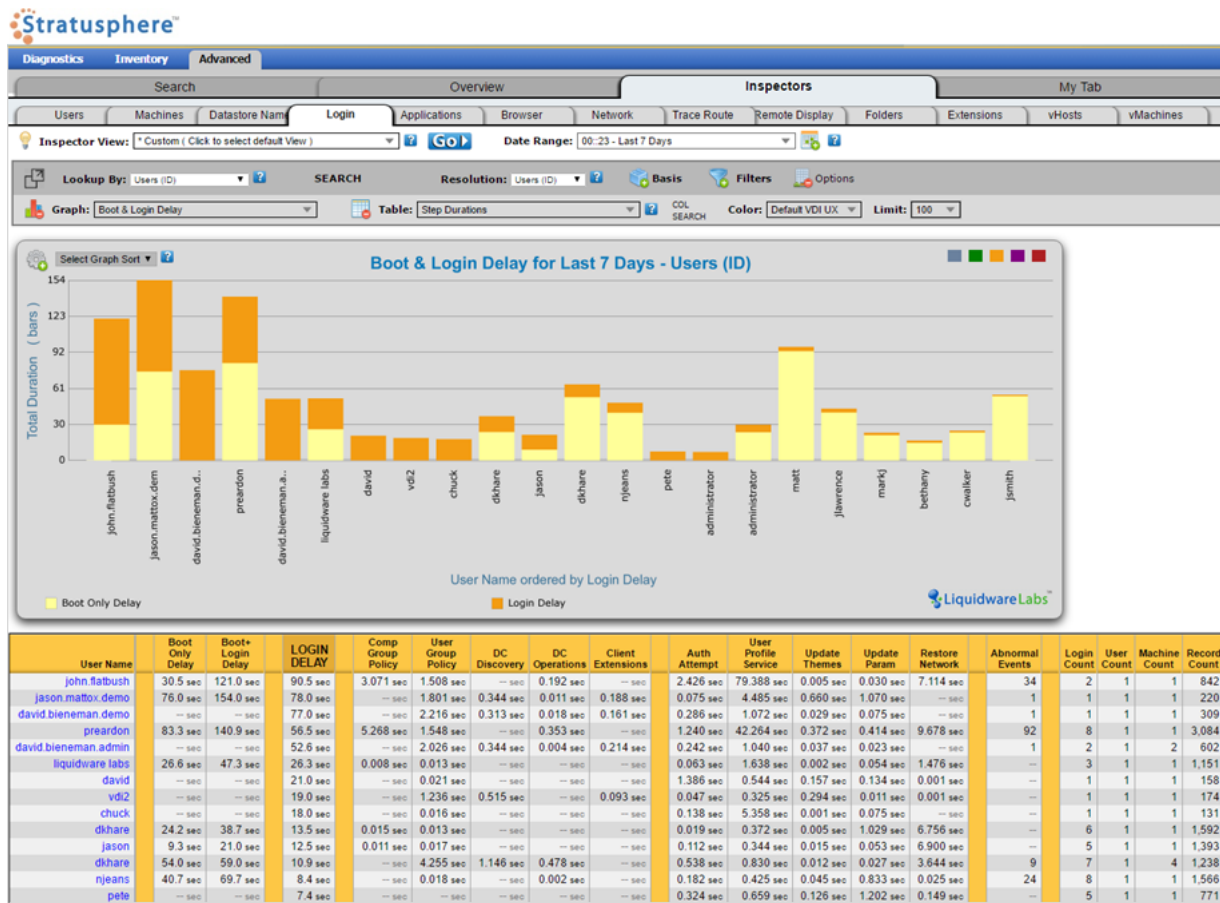 Stratusphere™
Diagnostics Inventory Advanced
Search Overview Inspectors My Tab
Users Machines Datastore Name Login Applications Browser Network Trace Route Remote Display Folders Extensions vHosts vMachines
Inspector View: * Custom ( Click to select default View ) ? Go Date Range: 00::23 - Last 7 Days ?
Lookup By: Users (ID) ? SEARCH Resolution: Users (ID) ? Basis Filters Options
Graph: Boot & Login Delay Table: Step Durations ? COL SEARCH Color: Default VDI UX Limit: 100
Select Graph Sort ? Boot & Login Delay for Last 7 Days - Users (ID)
Total Duration ( bars )
154
123
92
61
30
0
john.flatbush jason.mattox.dem david.bieneman.d.. preardon david.bieneman.a.. liquidware labs david vdi2 chuck dkhare jason dkhare njeans pete administrator administrator matt jlawrence markj bethany cwalker jsmith
User Name ordered by Login Delay
Boot Only Delay Login Delay LiquidwareLabs™
User Name Boot Only Delay Boot+ Login Delay LOGIN DELAY Comp Group Policy User Group Policy DC Discovery DC Operations Client Extensions Auth Attempt User Profile Service Update Themes Update Param Restore Network Abnormal Events Login Count User Count Machine Count Record Count
john.flatbush 30.5 sec 121.0 sec 90.5 sec 3.071 sec 1.508 sec -- sec 0.192 sec -- sec 2.426 sec 79.388 sec 0.005 sec 0.030 sec 7.114 sec 34 2 1 1 842
jason.mattox.demo 76.0 sec 154.0 sec 78.0 sec -- sec 1.801 sec 0.344 sec 0.011 sec 0.188 sec 0.075 sec 4.485 sec 0.660 sec 1.070 sec -- sec 1 1 1 1 220
david.bieneman.demo -- sec -- sec 77.0 sec -- sec 2.216 sec 0.313 sec 0.018 sec 0.161 sec 0.286 sec 1.072 sec 0.029 sec 0.075 sec -- sec 1 1 1 1 309
preardon 83.3 sec 140.9 sec 56.5 sec 5.268 sec 1.548 sec -- sec 0.353 sec -- sec 1.240 sec 42.264 sec 0.372 sec 0.414 sec 9.678 sec 92 8 1 1 3,084
david.bieneman.admin -- sec -- sec 52.6 sec -- sec 2.026 sec 0.344 sec 0.004 sec 0.214 sec 0.242 sec 1.040 sec 0.037 sec 0.023 sec -- sec 1 2 1 2 602
liquidware labs 26.6 sec 47.3 sec 26.3 sec 0.008 sec 0.013 sec -- sec -- sec -- sec 0.063 sec 1.638 sec 0.002 sec 0.054 sec 1.476 sec -- 3 1 1 1,151
david -- sec -- sec 21.0 sec -- sec 0.021 sec -- sec -- sec -- sec 1.386 sec 0.544 sec 0.157 sec 0.134 sec 0.001 sec -- 1 1 1 158
vdi2 -- sec -- sec 19.0 sec -- sec 1.236 sec 0.515 sec -- sec 0.093 sec 0.047 sec 0.325 sec 0.294 sec 0.011 sec 0.001 sec -- 1 1 1 174
chuck -- sec -- sec 18.0 sec -- sec 0.016 sec -- sec -- sec -- sec 0.138 sec 5.358 sec 0.001 sec 0.075 sec -- sec -- 1 1 1 131
dkhare 24.2 sec 38.7 sec 13.5 sec 0.015 sec 0.013 sec -- sec -- sec -- sec 0.019 sec 0.372 sec 0.005 sec 1.029 sec 6.756 sec -- 6 1 1 1,592
jason 9.3 sec 21.0 sec 12.5 sec 0.011 sec 0.017 sec -- sec -- sec -- sec 0.112 sec 0.344 sec 0.015 sec 0.053 sec 6.900 sec -- 5 1 1 1,393
dkhare 54.0 sec 59.0 sec 10.9 sec -- sec 4.255 sec 1.146 sec 0.478 sec -- sec 0.538 sec 0.830 sec 0.012 sec 0.027 sec 3.644 sec 9 7 1 4 1,238
njeans 40.7 sec 69.7 sec 8.4 sec -- sec 0.018 sec -- sec 0.002 sec -- sec 0.182 sec 0.425 sec 0.045 sec 0.833 sec 0.025 sec 24 8 1 1 1,566
pete -- sec -- sec 7.4 sec -- sec -- sec -- sec -- sec -- sec 0.324 sec 0.659 sec 0.126 sec 1.202 sec 0.149 sec -- 5 1 1 771